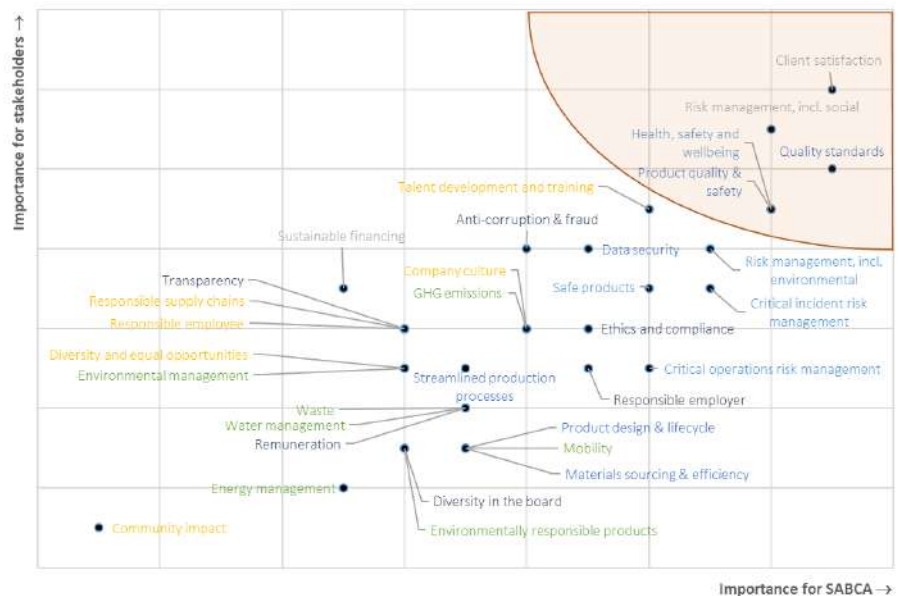 Importance for stakeholders →
Client satisfaction
Risk management, incl. social
Health, safety and
wellbeing
Quality standards
Product quality &
safety
Talent development and training
Anti-corruption & fraud
Sustainable financing
Data security
Risk management, incl.
environmental
Transparency
Company culture
GHG emissions
Safe products
Responsible supply chains
Critical incident risk
management
Responsible employee
Ethics and compliance
Diversity and equal opportunities
Environmental management
Streamlined production
processes
Critical operations risk management
Responsible employer
Waste
Water management
Remuneration
Product design & lifecycle
Mobility
Materials sourcing & efficiency
Energy management
Diversity in the board
Community impact
Environmentally responsible products
Importance for SABCA →